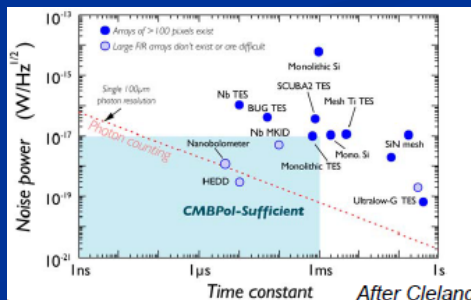 10-13
10-15
10-17
10-19
10-21
Noise power (W/Hz1/2)
Arrays of >100 pixels exist
Large FIR arrays don't exist or are difficult
Monolithic Si
SCUBA2 TES
Mesh Ti TES
Nb TES
BUG TES
Single 100μm
photon resolution
Nb MKID
Photon counting
Nanobolometer
Monolithic TES
Mono. Si
SiN mesh
HEDD
CMBPol-Sufficient
Ultralow-G TES
1ns
1μs
1ms
1s
Time constant
After Cleland